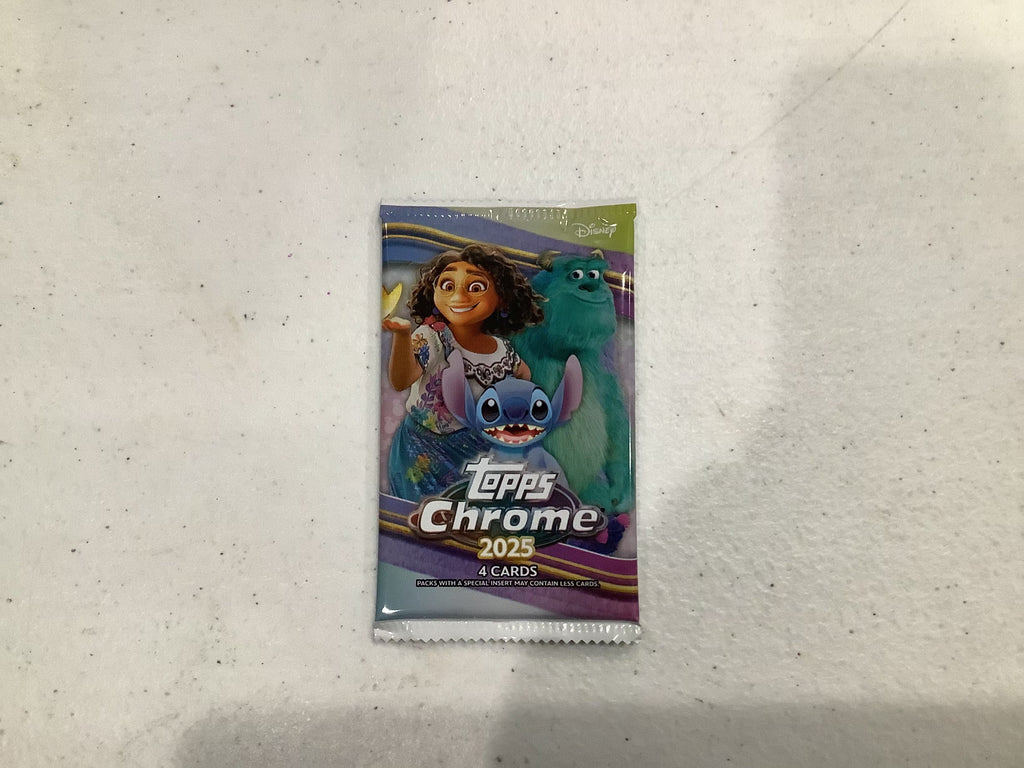 Disney
topps
Chrome
2025
4 CARDS
PACKS WITH A SPECIAL INSERT MAY CONTAIN LESS CARDS.